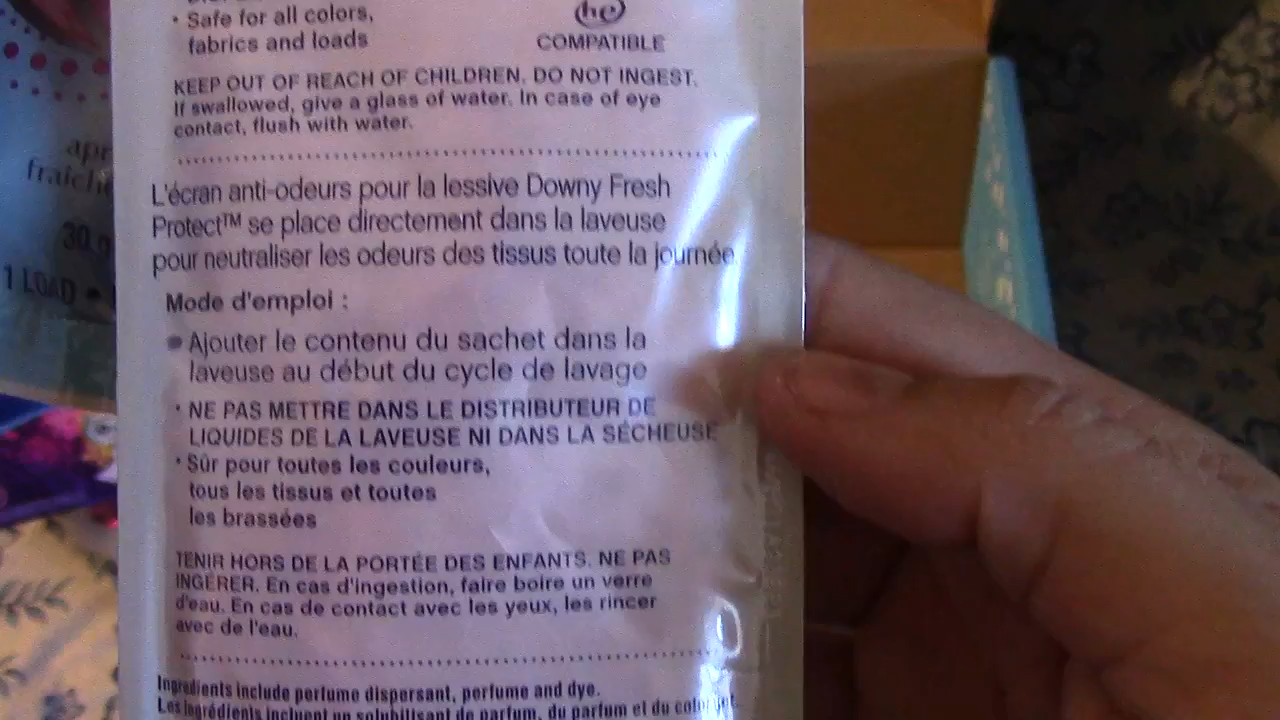 • Safe for all colors,
fabrics and loads
he
COMPATIBLE
KEEP OUT OF REACH OF CHILDREN. DO NOT INGEST.
If swallowed, give a glass of water. In case of eye
contact, flush with water.
L'écran anti-odeurs pour la lessive Downy Fresh
Protect™ se place directement dans la laveuse
pour neutraliser les odeurs des tissus toute la journée.
Mode d'emploi :
• Ajouter le contenu du sachet dans la
laveuse au début du cycle de lavage
• NE PAS METTRE DANS LE DISTRIBUTEUR DE
LIQUIDES DE LA LAVEUSE NI DANS LA SÉCHEUSE
• Sûr pour toutes les couleurs,
tous les tissus et toutes
les brassées
TENIR HORS DE LA PORTÉE DES ENFANTS. NE PAS
INGÉRER. En cas d'ingestion, faire boire un verre
d'eau. En cas de contact avec les yeux, les rincer
avec de l'eau.
Ingredients include perfume dispersant, perfume and dye.
Les ingrédients incluent un solubilisant de parfum, du parfum et du colorant.
30 g
1 LOAD •